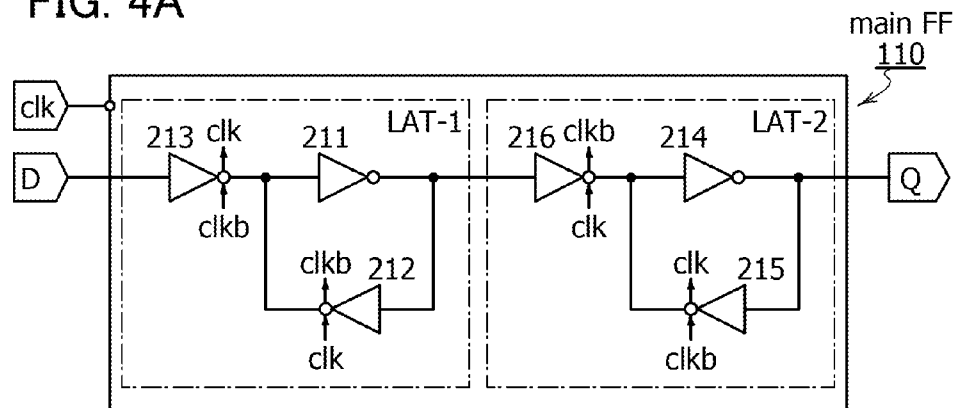 FIG. 4A
main FF
110
clk
LAT-1
LAT-2
213 clk 211
216 clkb 214
D
Q
clkb
clk
clkb 212
clk 215
clk
clkb